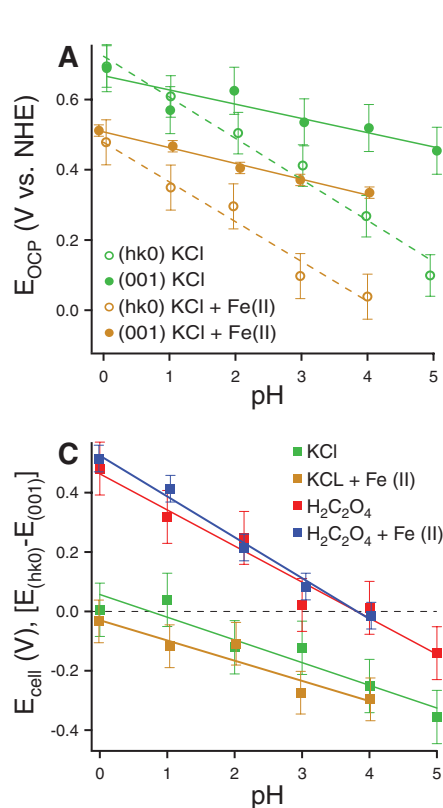 A
E_OCP (V vs. NHE)
0.6
0.4
0.2
0.0
(hk0) KCl
(001) KCl
(hk0) KCl + Fe(II)
(001) KCl + Fe(II)
0 1 2 3 4 5
pH
C
E_cell (V), [E_(hk0)-E_(001)]
0.4
0.2
0.0
-0.2
-0.4
KCl
KCL + Fe (II)
H₂C₂O₄
H₂C₂O₄ + Fe (II)
0 1 2 3 4 5
pH